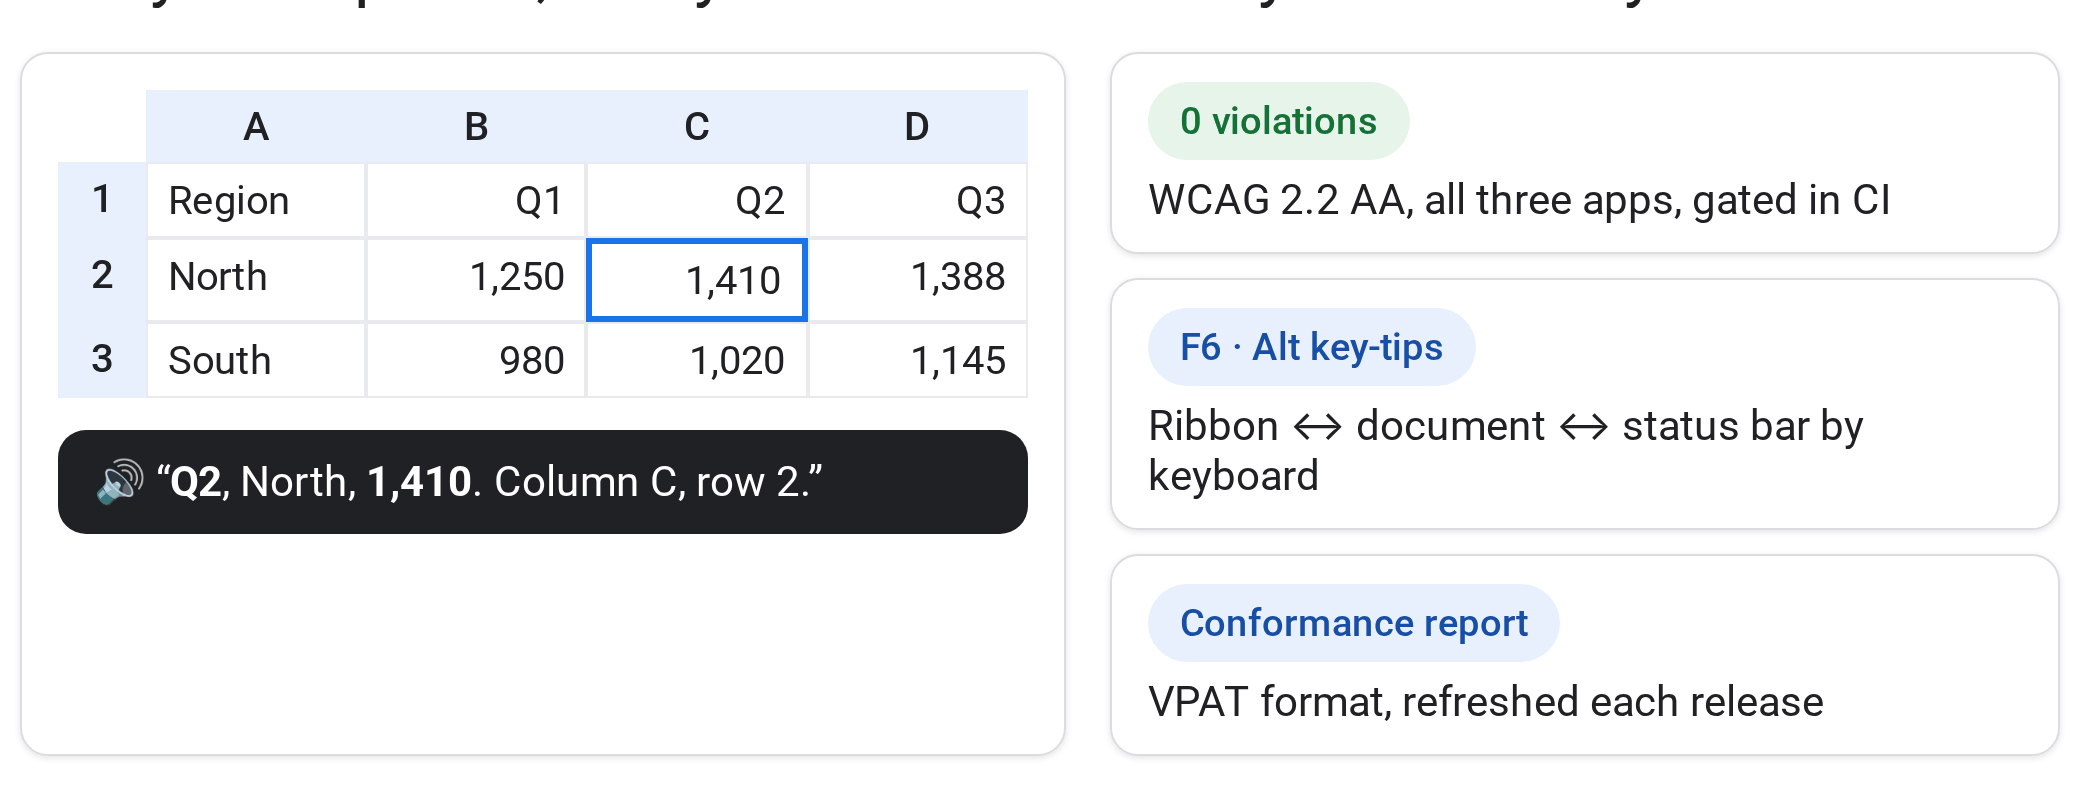 A B C D
1 Region Q1 Q2 Q3
2 North 1,250 1,410 1,388
3 South 980 1,020 1,145
“Q2, North, 1,410. Column C, row 2.”
0 violations
WCAG 2.2 AA, all three apps, gated in CI
F6 · Alt key-tips
Ribbon ↔ document ↔ status bar by
keyboard
Conformance report
VPAT format, refreshed each release